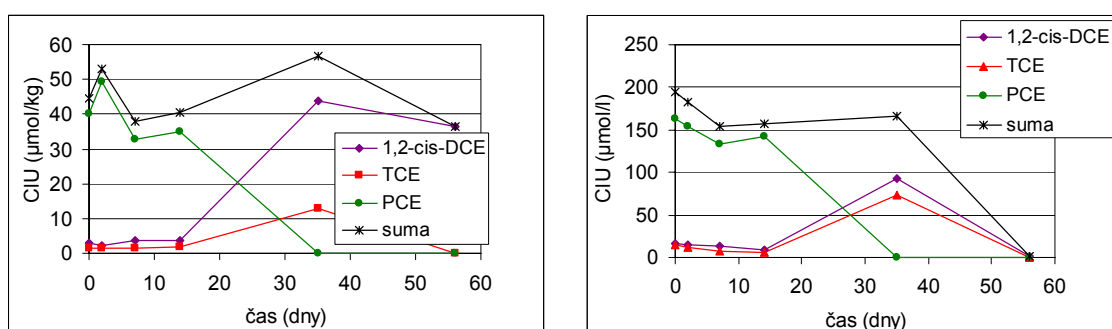 60
50
40
30
20
10
0
0 10 20 30 40 50 60
ClU (µmol/kg)
čas (dny)
1,2-cis-DCE
TCE
PCE
suma
250
200
150
100
50
0
0 10 20 30 40 50 60
ClU (µmol/l)
čas (dny)
1,2-cis-DCE
TCE
PCE
suma